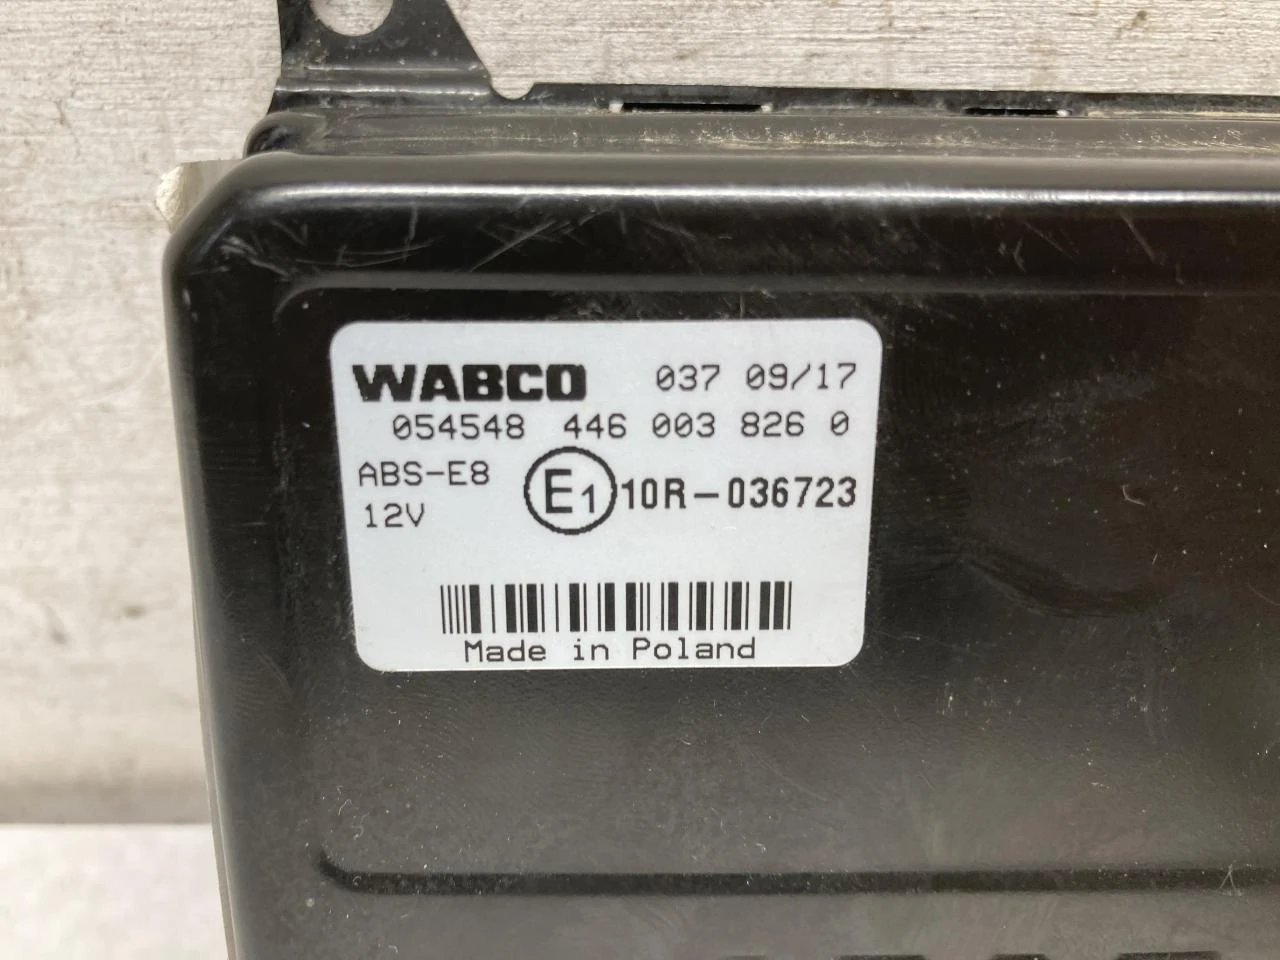 WABCO 037 09/17
054548 446 003 826 0
ABS-E8 E1 10R-036723
12V
Made in Poland